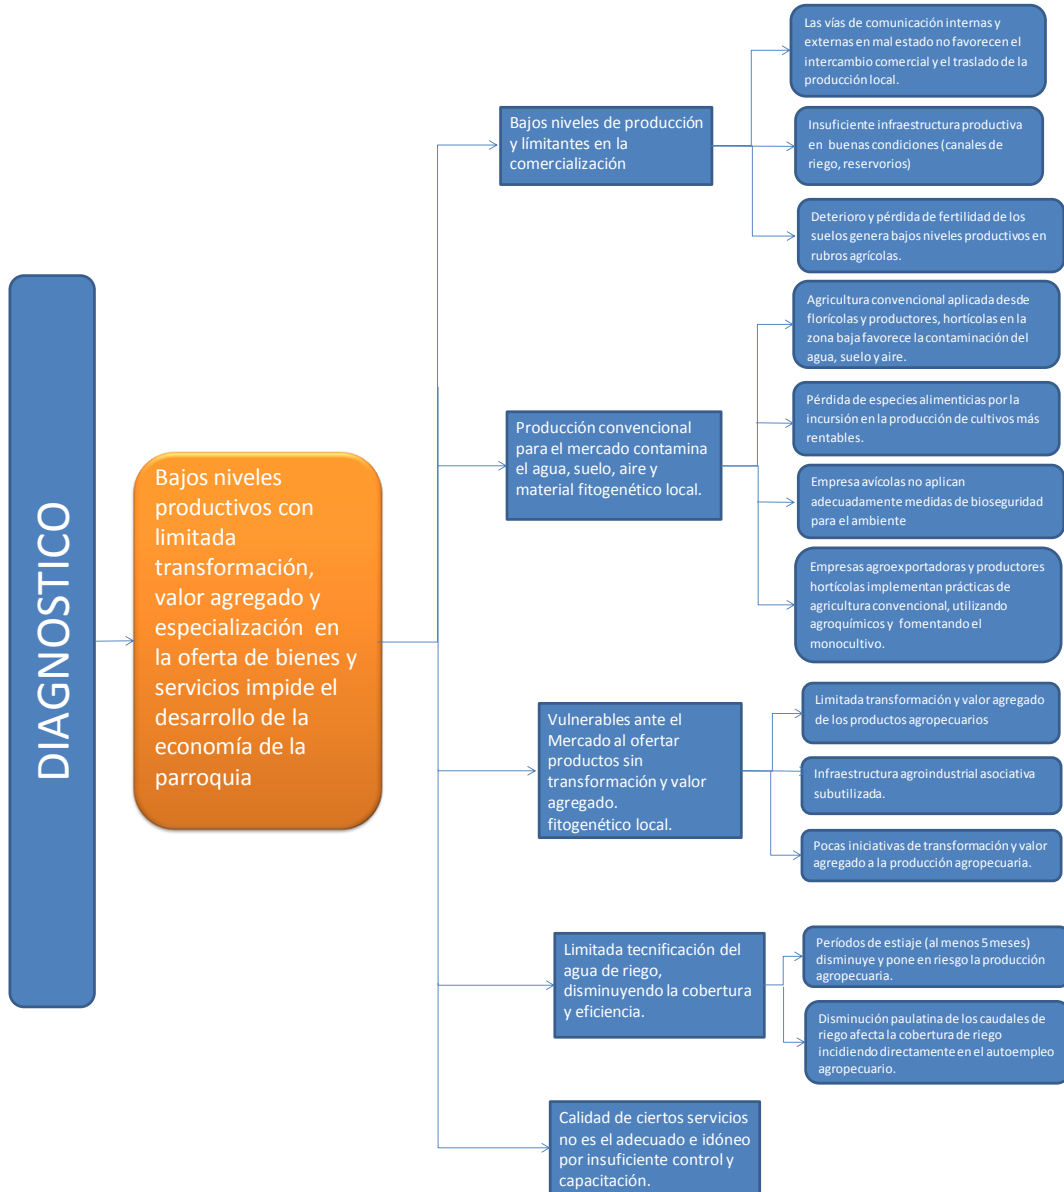 DIAGNOSTICO
Bajos niveles
productivos con
limitada
transformación,
valor agregado y
especialización en
la oferta de bienes y
servicios impide el
desarrollo de la
economía de la
parroquia
Bajos niveles de producción
y límitantes en la
comercialización
Las vías de comunicación internas y
externas en mal estado no favorecen el
intercambio comercial y el traslado de la
producción local.
Insuficiente infraestructura productiva
en buenas condiciones (canales de
riego, reservorios)
Deterioro y pérdida de fertilidad de los
suelos genera bajos niveles productivos en
rubros agrícolas.
Producción convencional
para el mercado contamina
el agua, suelo, aire y
material fitogenético local.
Agricultura convencional aplicada desde
florícolas y productores, hortícolas en la
zona baja favorece la contaminación del
agua, suelo y aire.
Pérdida de especies alimenticias por la
incursión en la producción de cultivos más
rentables.
Empresa avícolas no aplican
adecuadamente medidas de bioseguridad
para el ambiente
Empresas agroexportadoras y productores
hortícolas implementan prácticas de
agricultura convencional, utilizando
agroquímicos y fomentando el
monocultivo.
Vulnerables ante el
Mercado al ofertar
productos sin
transformación y valor
agregado.
fitogenético local.
Limitada transformación y valor agregado
de los productos agropecuarios
Infraestructura agroindustrial asociativa
subutilizada.
Pocas iniciativas de transformación y valor
agregado a la producción agropecuaria.
Limitada tecnificación del
agua de riego,
disminuyendo la cobertura
y eficiencia.
Períodos de estiaje (al menos 5 meses)
disminuye y pone en riesgo la producción
agropecuaria.
Disminución paulatina de los caudales de
riego afecta la cobertura de riego
incidiendo directamente en el autoempleo
agropecuario.
Calidad de ciertos servicios
no es el adecuado e idóneo
por insuficiente control y
capacitación.